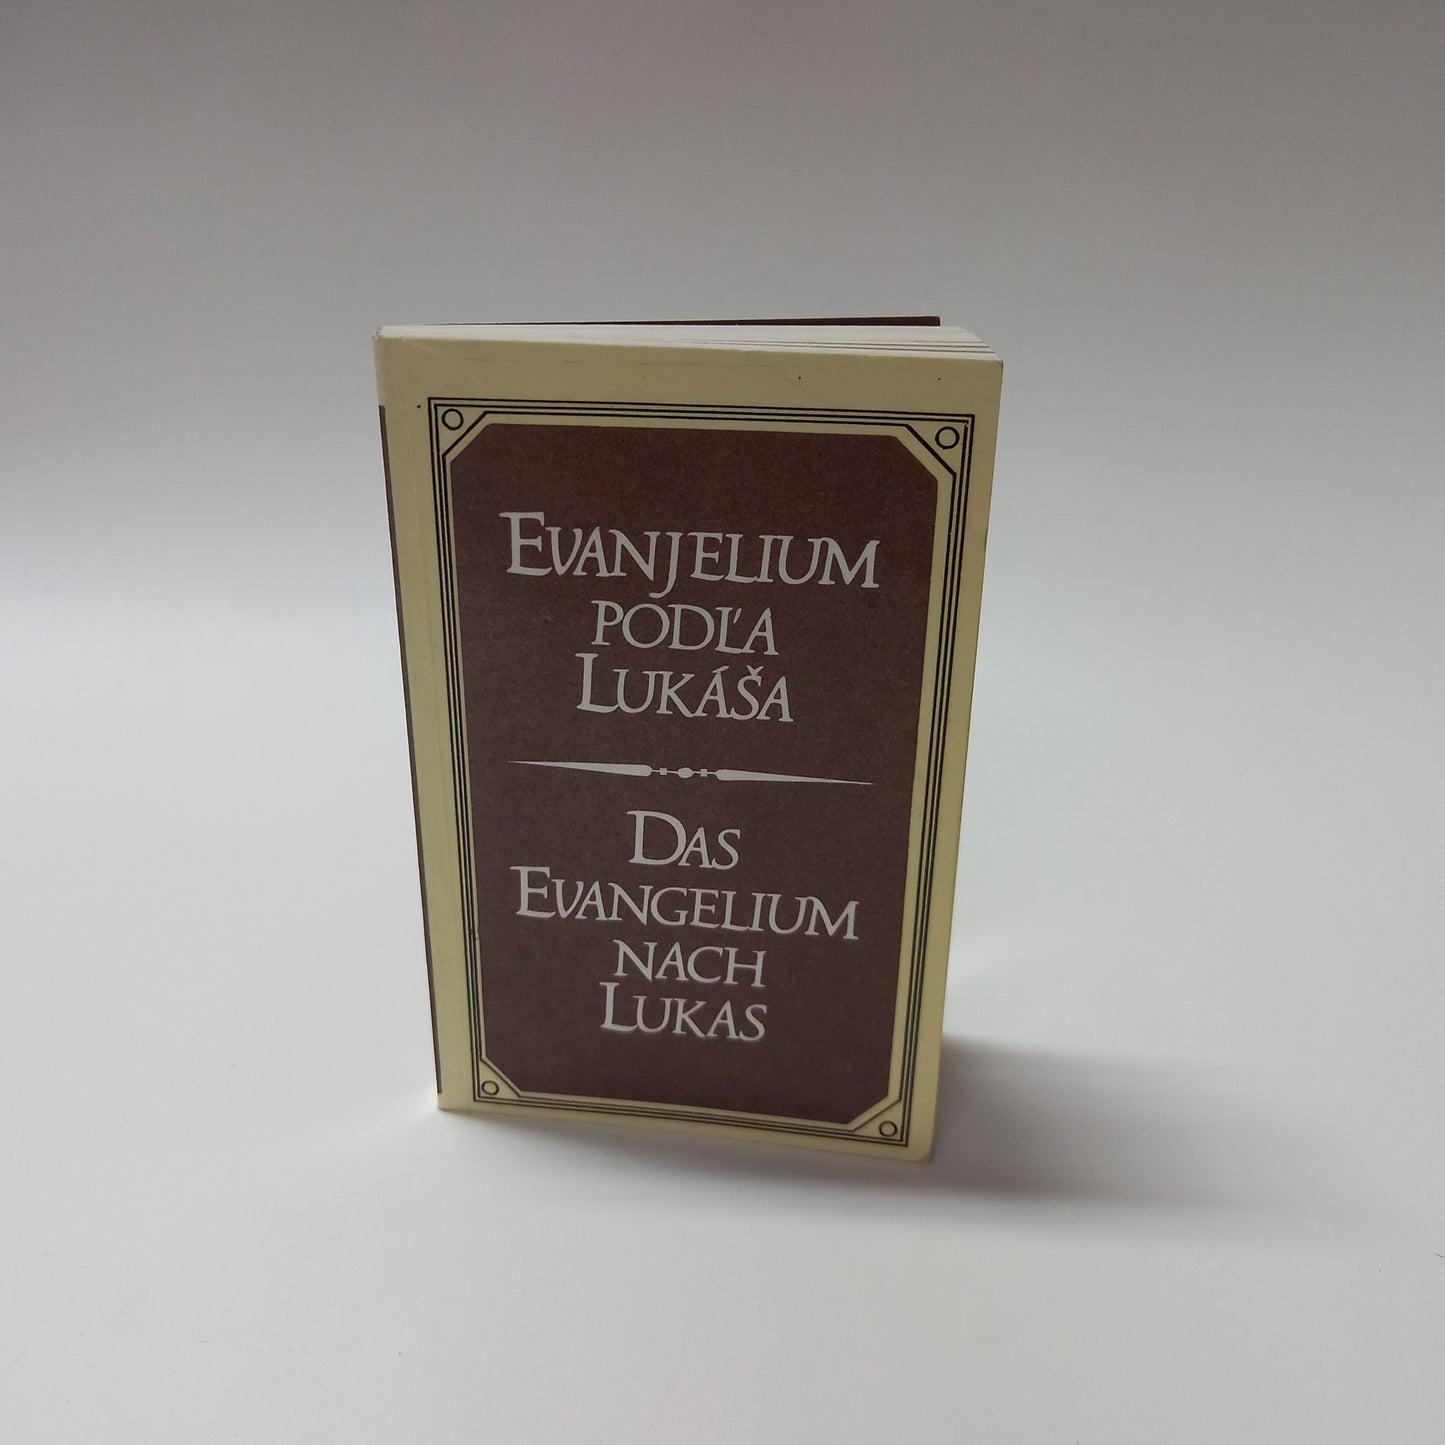 EVANJELIUM
PODĽA
LUKÁŠA
DAS
EVANGELIUM
NACH
LUKAS